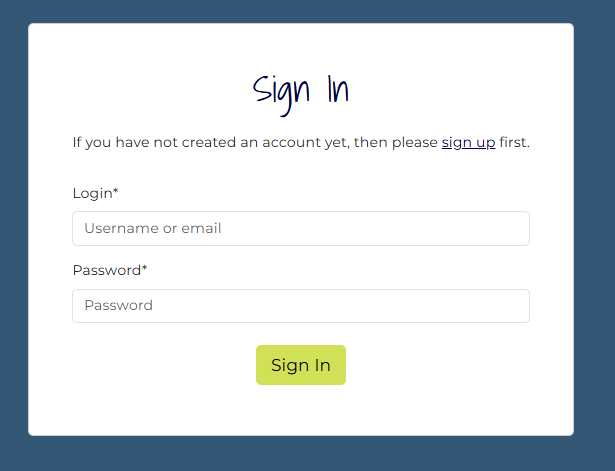 Sign In
If you have not created an account yet, then please sign up first.
Login*
Username or email
Password*
Password
Sign In